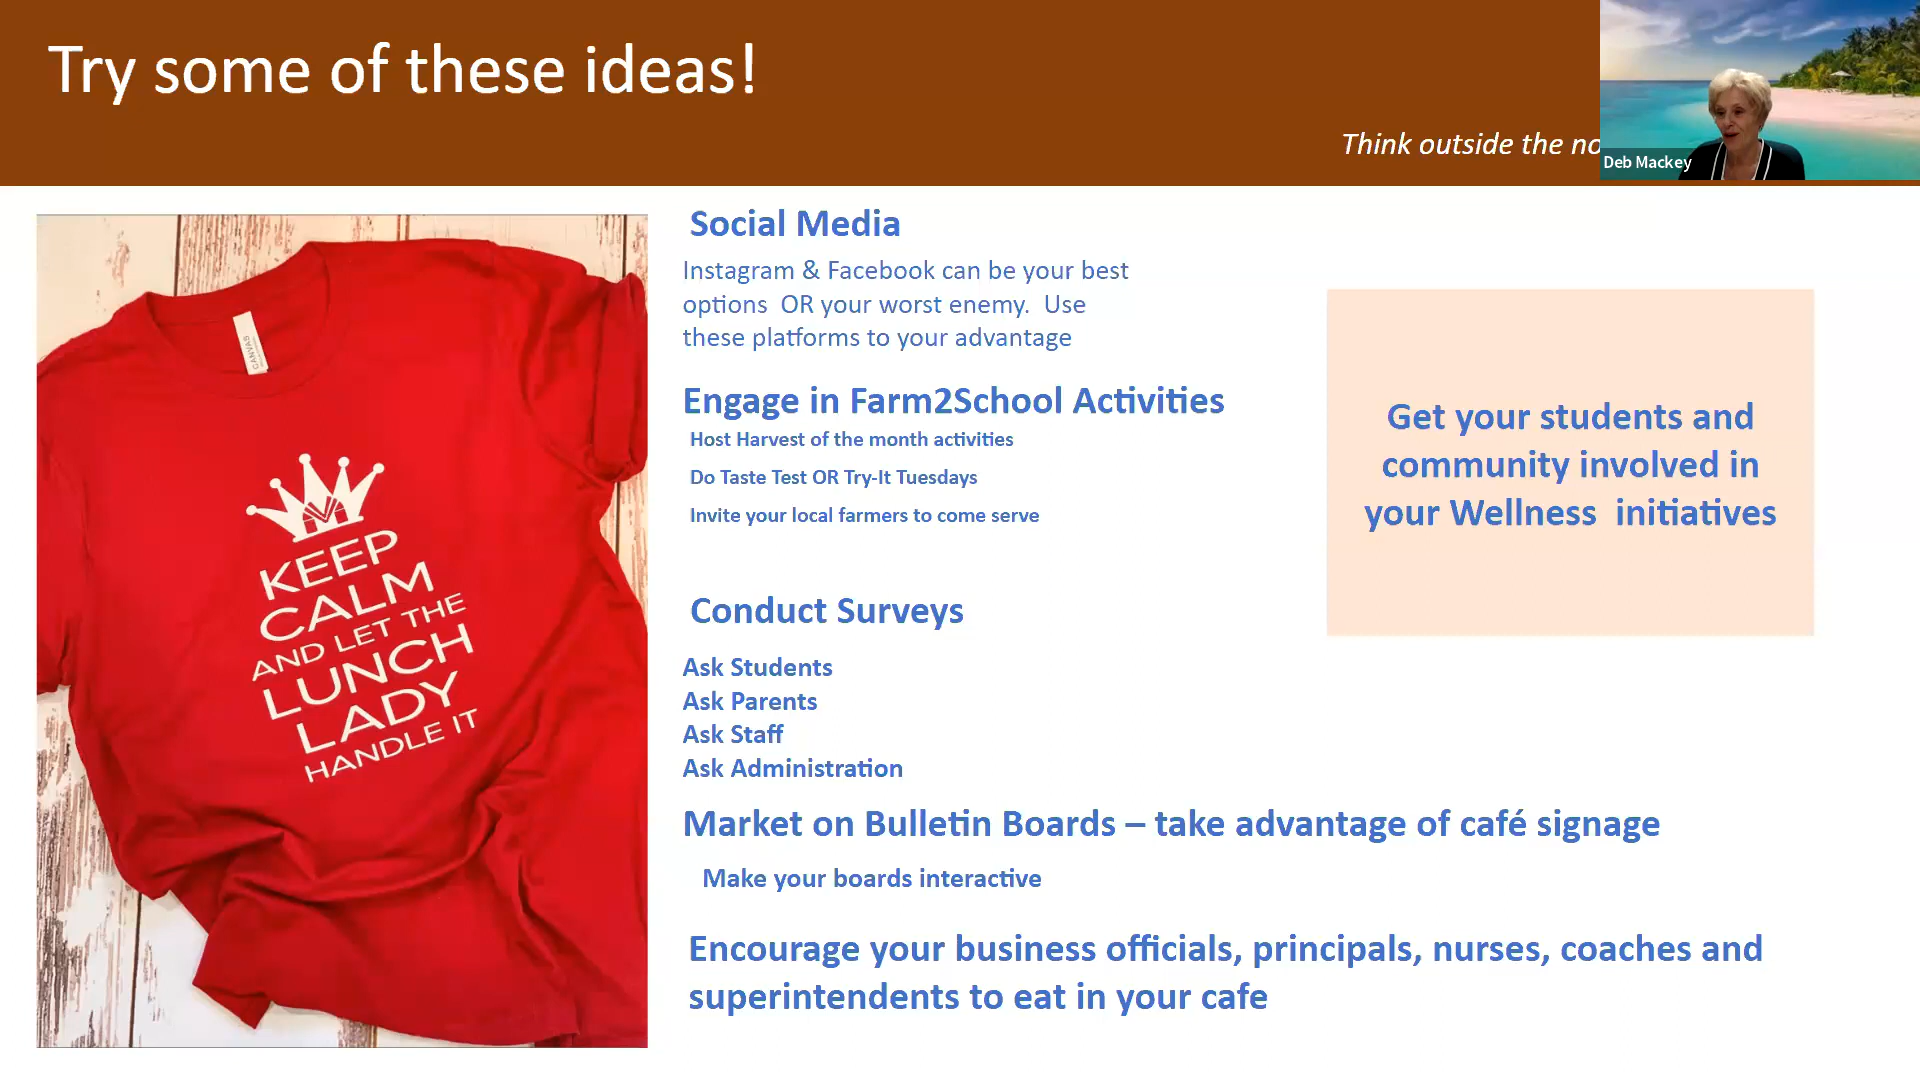 Try some of these ideas!
Think outside the
Deb Mackey
CANVAS
KEEP
CALM
AND LET THE
LUNCH
LADY
HANDLE IT
Social Media
Instagram & Facebook can be your best
options OR your worst enemy. Use
these platforms to your advantage
Engage in Farm2School Activities
Host Harvest of the month activities
Do Taste Test OR Try-It Tuesdays
Invite your local farmers to come serve
Get your students and
community involved in
your Wellness initiatives
Conduct Surveys
Ask Students
Ask Parents
Ask Staff
Ask Administration
Market on Bulletin Boards – take advantage of café signage
Make your boards interactive
Encourage your business officials, principals, nurses, coaches and
superintendents to eat in your cafe